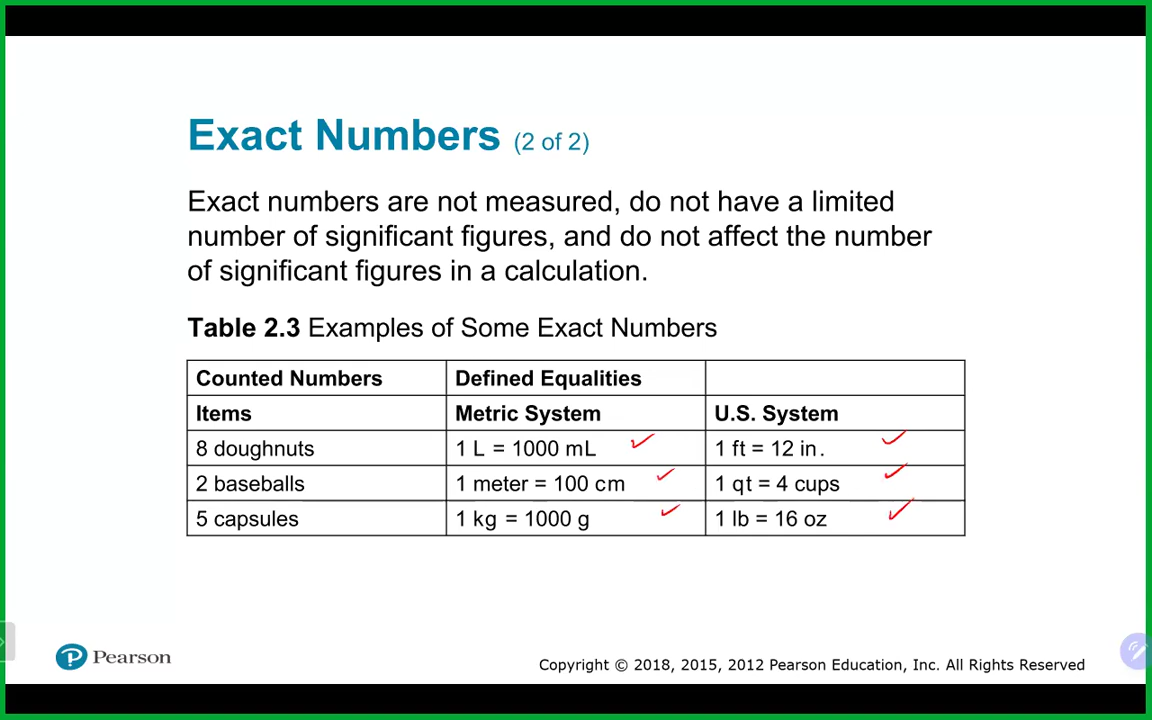 Exact Numbers (2 of 2)
Exact numbers are not measured, do not have a limited
number of significant figures, and do not affect the number
of significant figures in a calculation.
Table 2.3 Examples of Some Exact Numbers
Counted Numbers Defined Equalities
Items Metric System U.S. System
8 doughnuts 1 L = 1000 mL 1 ft = 12 in.
2 baseballs 1 meter = 100 cm 1 qt = 4 cups
5 capsules 1 kg = 1000 g 1 lb = 16 oz
Pearson
Copyright © 2018, 2015, 2012 Pearson Education, Inc. All Rights Reserved